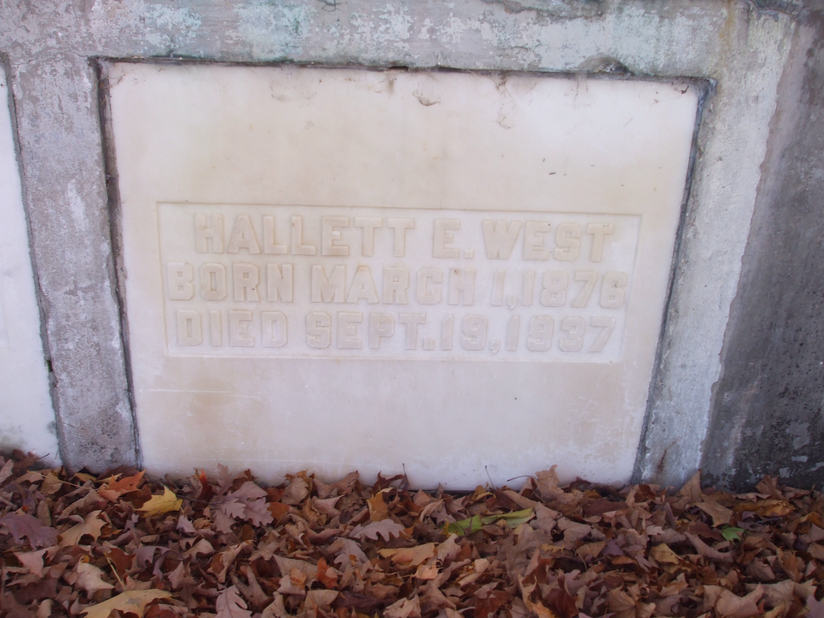 HALLETT E. WEST
BORN MARCH 1, 1876
DIED SEPT. 19, 1937